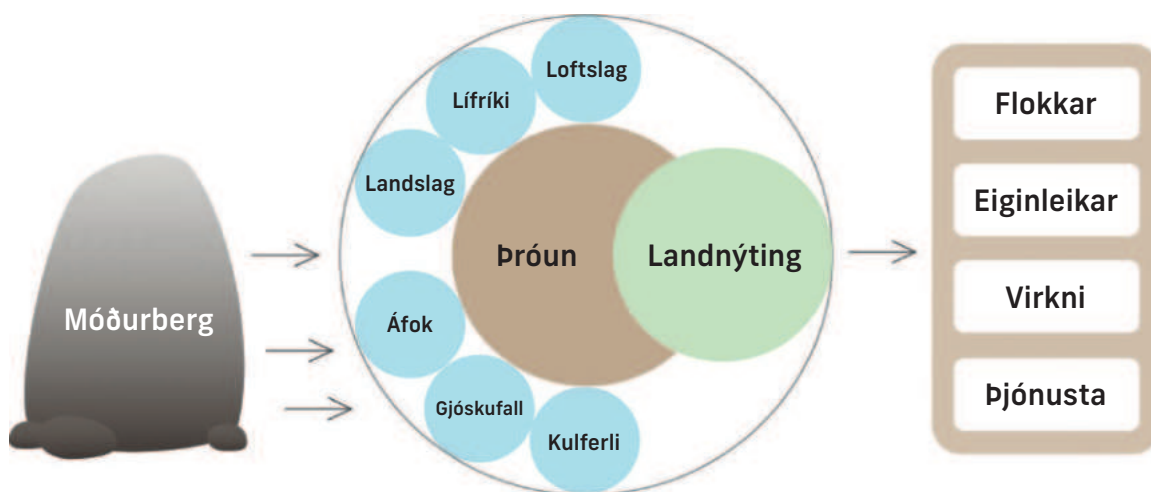 Móðurberg
Loftslag
Lífríki
Landslag
Áfok
Gjóskufall
Kulferli
Þróun
Landnýting
Flokkar
Eiginleikar
Virkni
Þjónusta